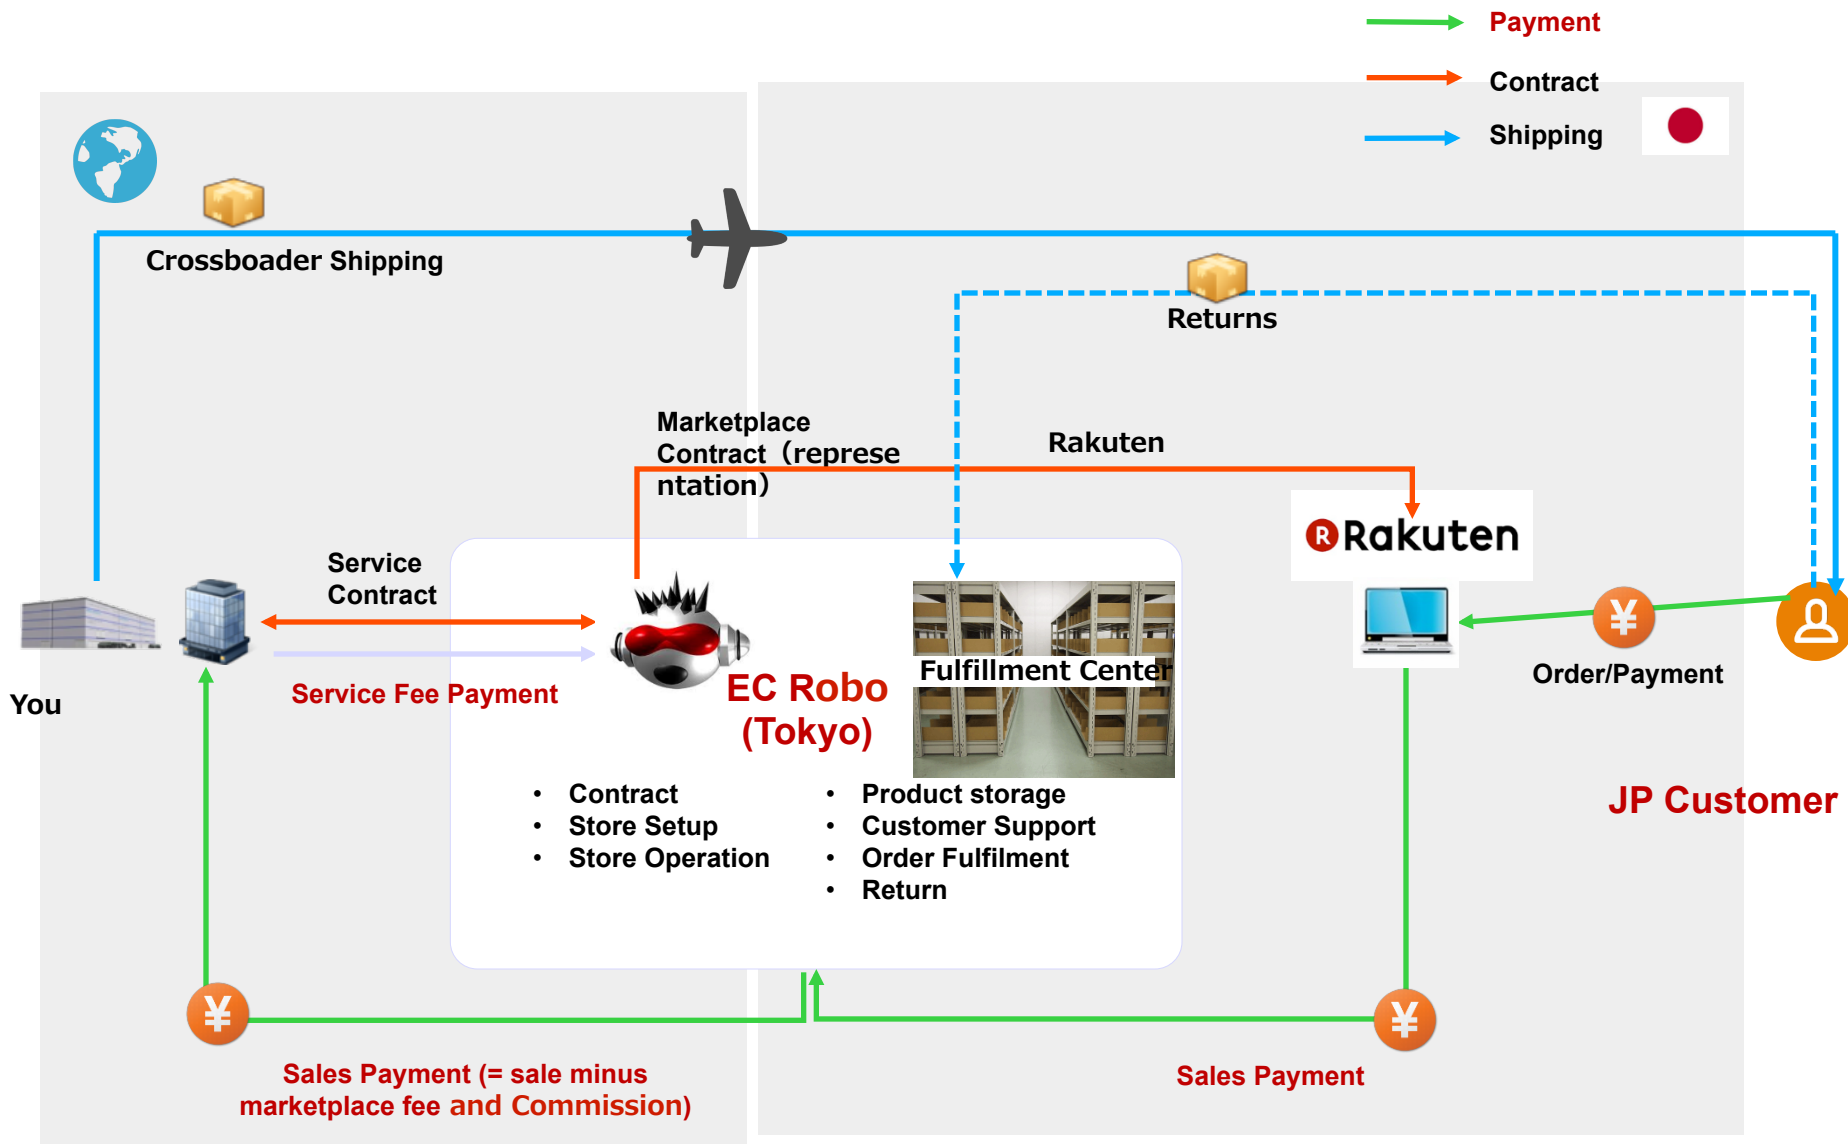 Payment
Contract
Shipping
Crossboader Shipping
Returns
Marketplace
Contract（represe
ntation）
Rakuten
R Rakuten
Service
Contract
Service Fee Payment
You
EC Robo
(Tokyo)
Fulfillment Center
• Contract
• Store Setup
• Store Operation
• Product storage
• Customer Support
• Order Fulfilment
• Return
¥
Order/Payment
JP Customer
¥
¥
Sales Payment (= sale minus
marketplace fee and Commission)
Sales Payment